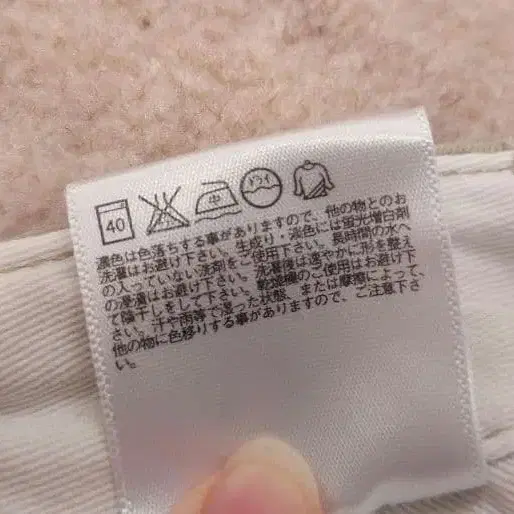 40 中 ドライ
濃色は色落ちする事がありますので、他の物とのお
洗濯はお避け下さい。生成り・淡色には蛍光増白剤
の入っていない洗剤をご使用下さい。長時間の水へ
の浸漬はお避け下さい。洗濯後は速やかに形を整え
て陰干しをして下さい。乾燥機のご使用はお避け下
さい。汗や雨等で湿った状態、または摩擦によって、
他の物に色移りする事がありますので、ご注意下さ
い。